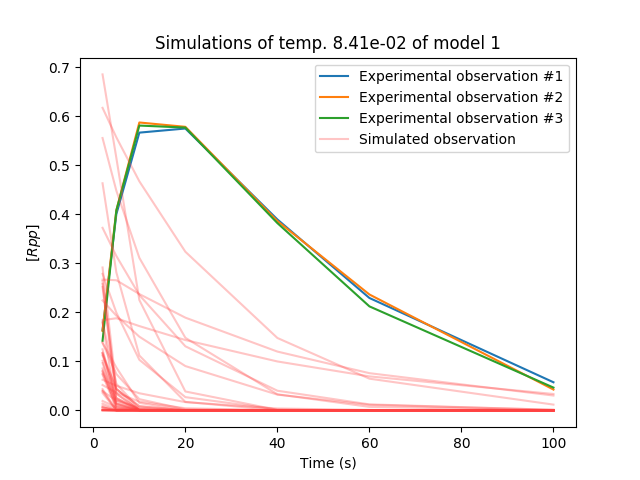 Simulations of temp. 8.41e-02 of model 1
Experimental observation #1
Experimental observation #2
Experimental observation #3
Simulated observation
[Rpp]
0.7
0.6
0.5
0.4
0.3
0.2
0.1
0.0
0 20 40 60 80 100
Time (s)